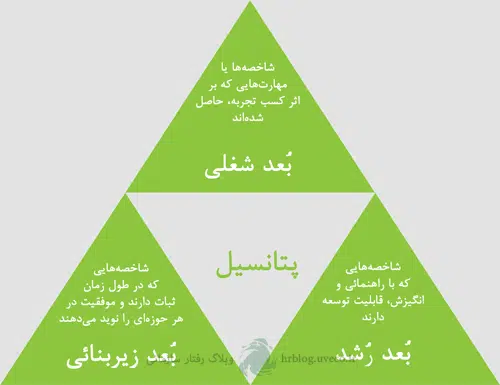 شاخصه‌ها یا
مهارت‌هایی که بر
اثر کسب تجربه، حاصل
شده‌اند
بُعد شغلی
پتانسیل
شاخصه‌هایی
که با راهنمائی و
انگیزش، قابلیت توسعه
دارند
بُعد رُشد
شاخصه‌هایی
که در طول زمان
ثبات دارند و موفقیت در
هر حوزه‌ای را نوید می‌دهند
بُعد زیربنائی
وبلاگ رفتار
hrblog.